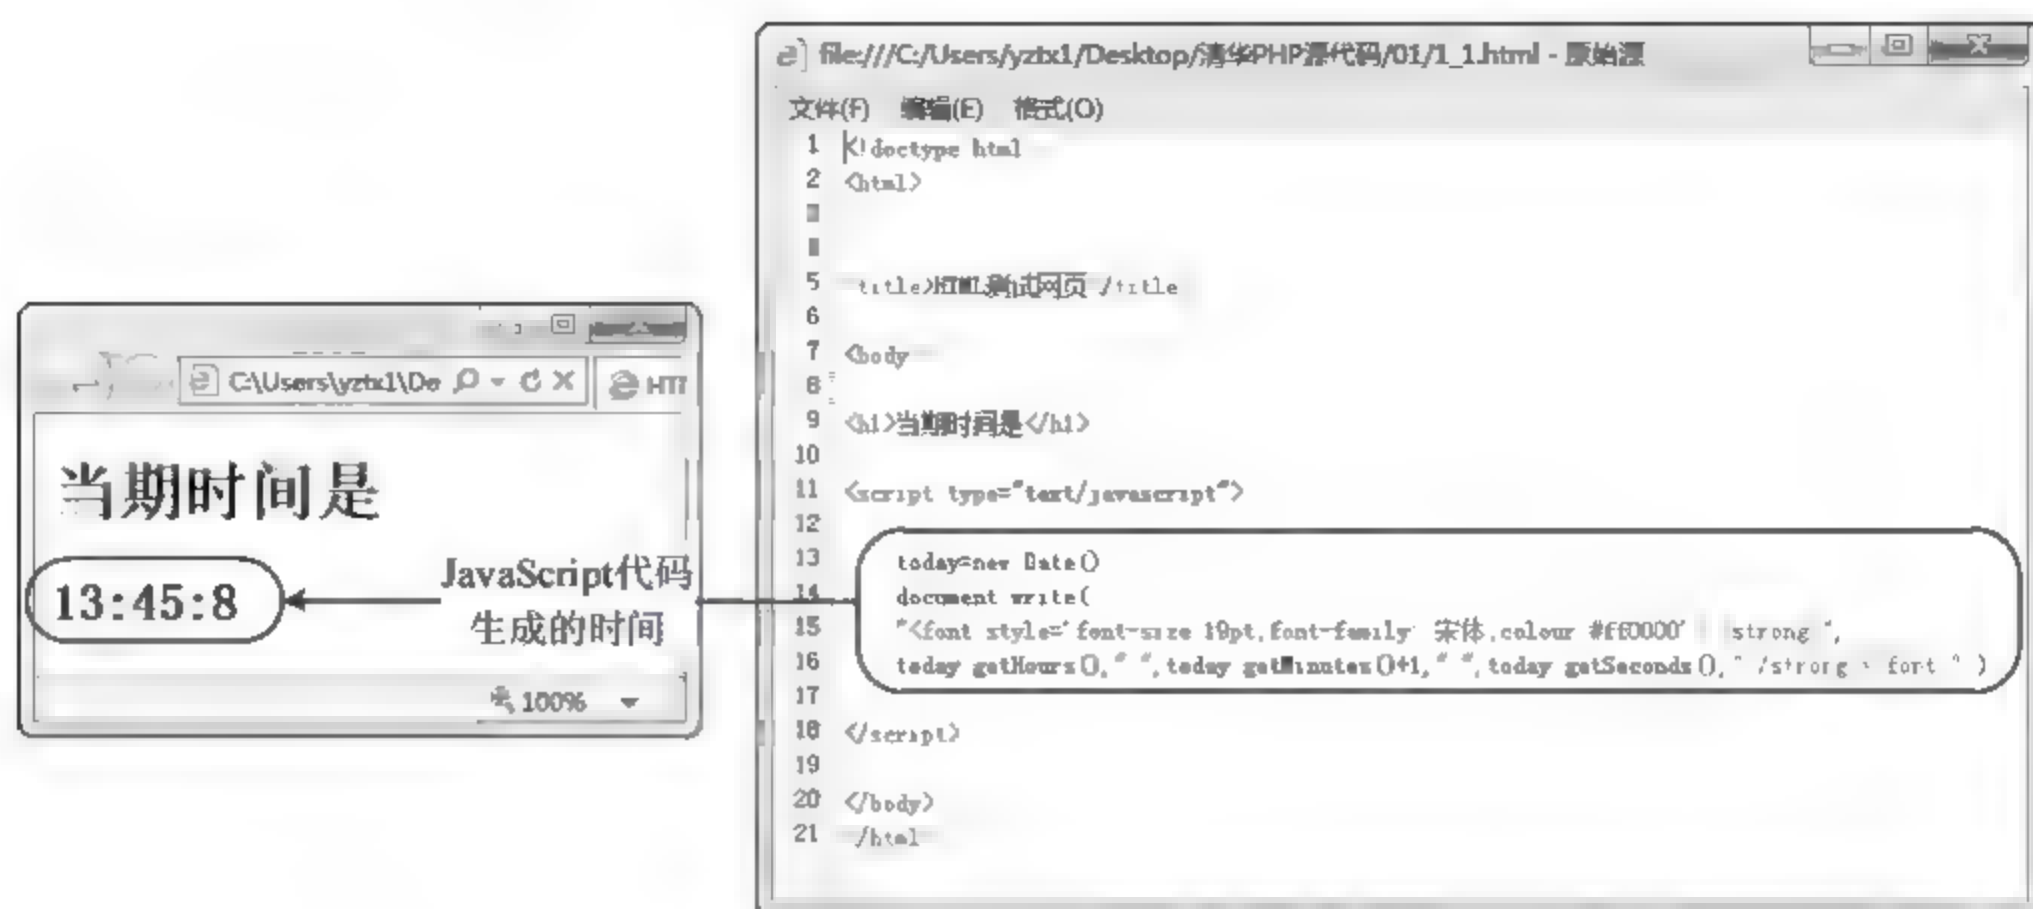 file:///C:/Users/yztx1/Desktop/清华PHP源代码/01/1_1.html - 原始源
文件(F) 编辑(E) 格式(O)
1 <!doctype html
2 <html>
5 title>HTML测试网页 /title
6
7 <body
8
9 <h1>当期时间是</h1>
10
11 <script type="text/javascript">
12
13 today=new Date()
14 document write(
15 "<font style='font-size 19pt,font-family 宋体,colour #ff0000' strong ",
16 today getHours()," ",today getMinutes()+1," ",today getSeconds()," /strong font " )
17
18 </script>
19
20 </body>
21 /html
C:\Users\yztx1\De
HTT
当期时间是
13:45:8
JavaScript代码
生成的时间
100%